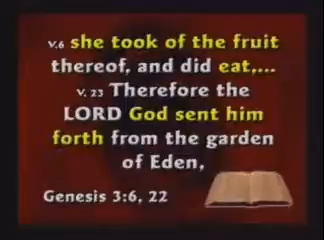 v.6 she took of the fruit
thereof, and did eat,...
v. 23 Therefore the
LORD God sent him
forth from the garden
of Eden,
Genesis 3:6, 22